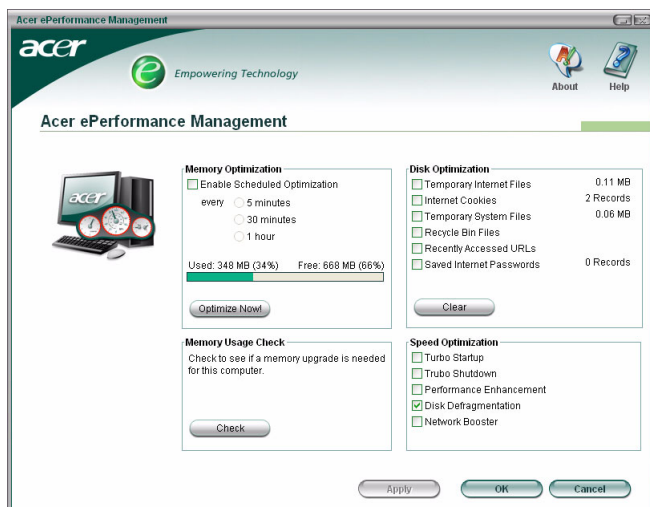 Acer ePerformance Management
acer
e
Empowering Technology
About
Help
Acer ePerformance Management
acer
Memory Optimization
Enable Scheduled Optimization
every
5 minutes
30 minutes
1 hour
Used: 348 MB (34%)
Free: 668 MB (66%)
Optimize Now!
Disk Optimization
Temporary Internet Files
0.11 MB
Internet Cookies
2 Records
Temporary System Files
0.06 MB
Recycle Bin Files
Recently Accessed URLs
Saved Internet Passwords
0 Records
Clear
Memory Usage Check
Check to see if a memory upgrade is needed
for this computer.
Check
Speed Optimization
Turbo Startup
Trubo Shutdown
Performance Enhancement
Disk Defragmentation
Network Booster
Apply
OK
Cancel